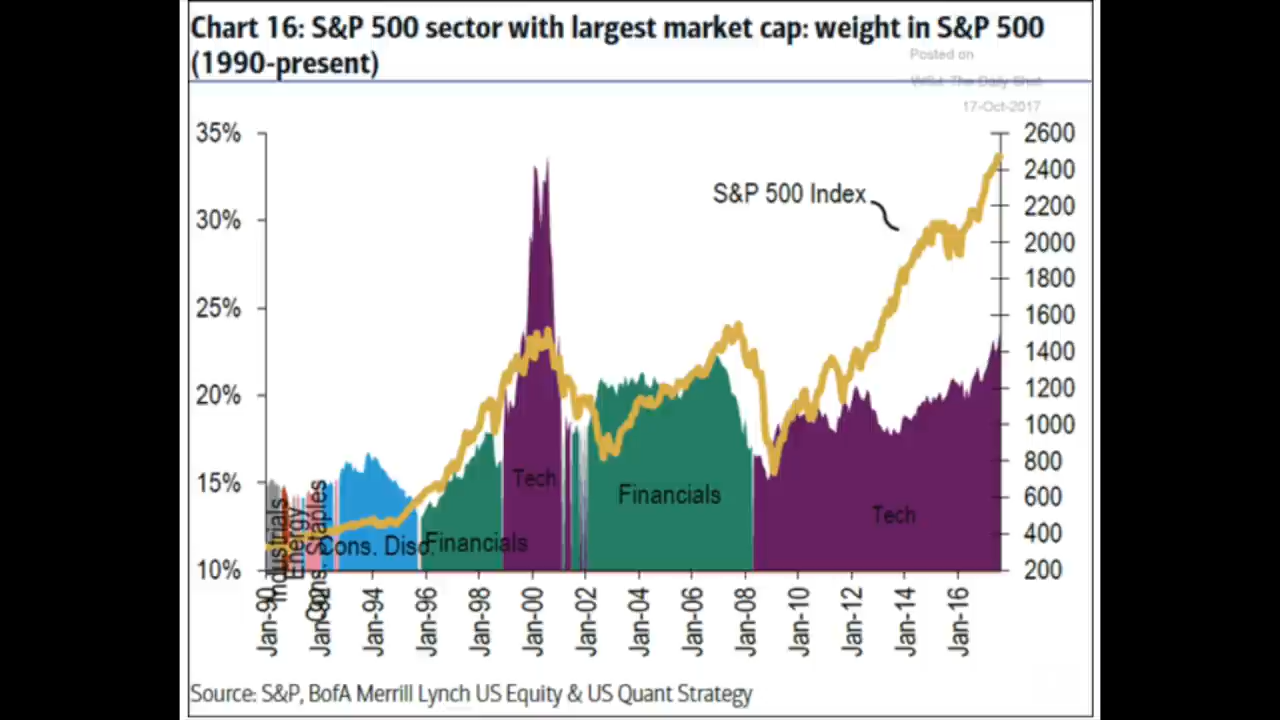 Chart 16: S&P 500 sector with largest market cap: weight in S&P 500
(1990-present)
Posted on
WSJ: The Daily Shot
17-Oct-2017
35%
30%
25%
20%
15%
10%
2600
2400
2200
2000
1800
1600
1400
1200
1000
800
600
400
200
S&P 500 Index
Industrials
Energy
Cons. Staples
Cons. Disc.
Financials
Tech
Financials
Tech
Jan-90
Jan-92
Jan-94
Jan-96
Jan-98
Jan-00
Jan-02
Jan-04
Jan-06
Jan-08
Jan-10
Jan-12
Jan-14
Jan-16
Source: S&P, BofA Merrill Lynch US Equity & US Quant Strategy